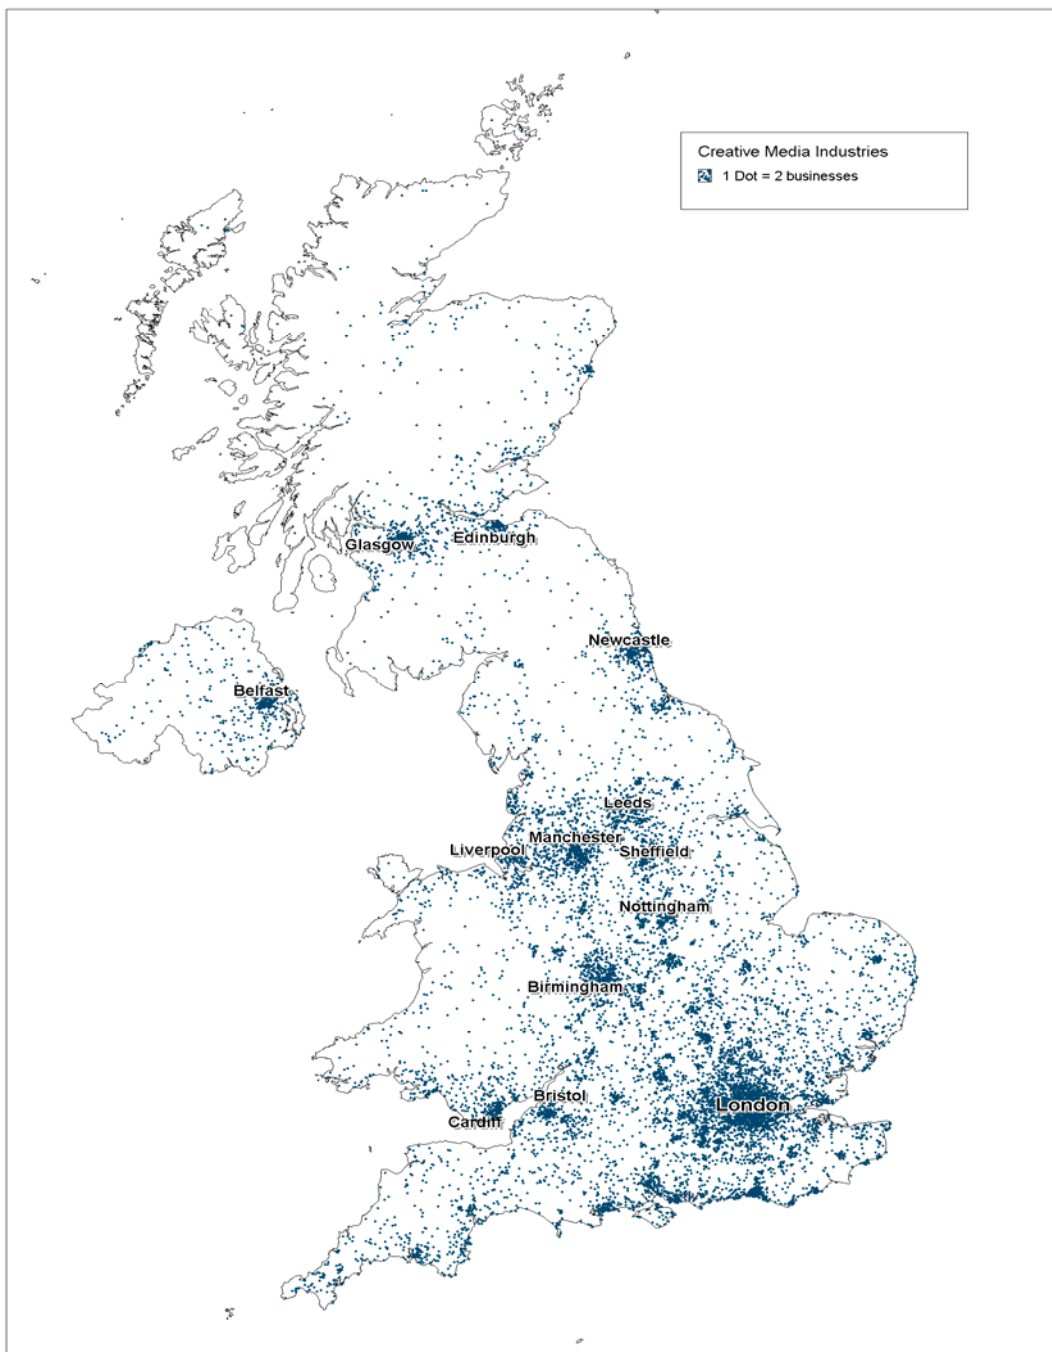 Creative Media Industries
1 Dot = 2 businesses
Glasgow
Edinburgh
Newcastle
Belfast
Leeds
Manchester
Liverpool
Sheffield
Nottingham
Birmingham
Bristol
London
Cardiff